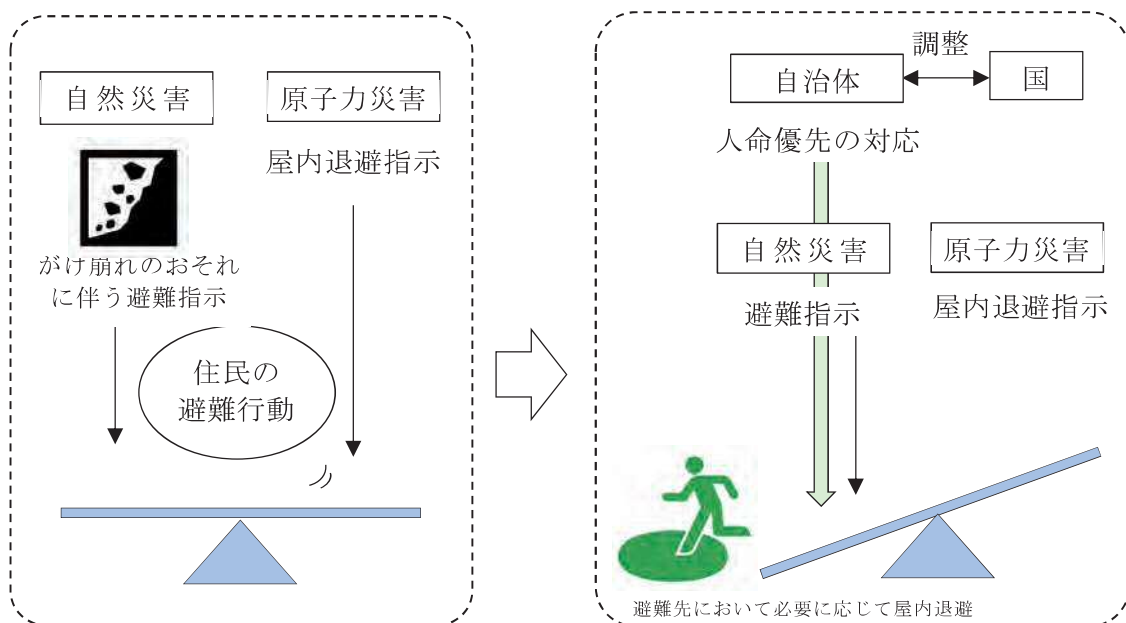 自然災害
原子力災害
屋内退避指示
がけ崩れのおそれ
に伴う避難指示
住民の
避難行動
調整
自治体
国
人命優先の対応
自然災害
原子力災害
避難指示
屋内退避指示
避難先において必要に応じて屋内退避